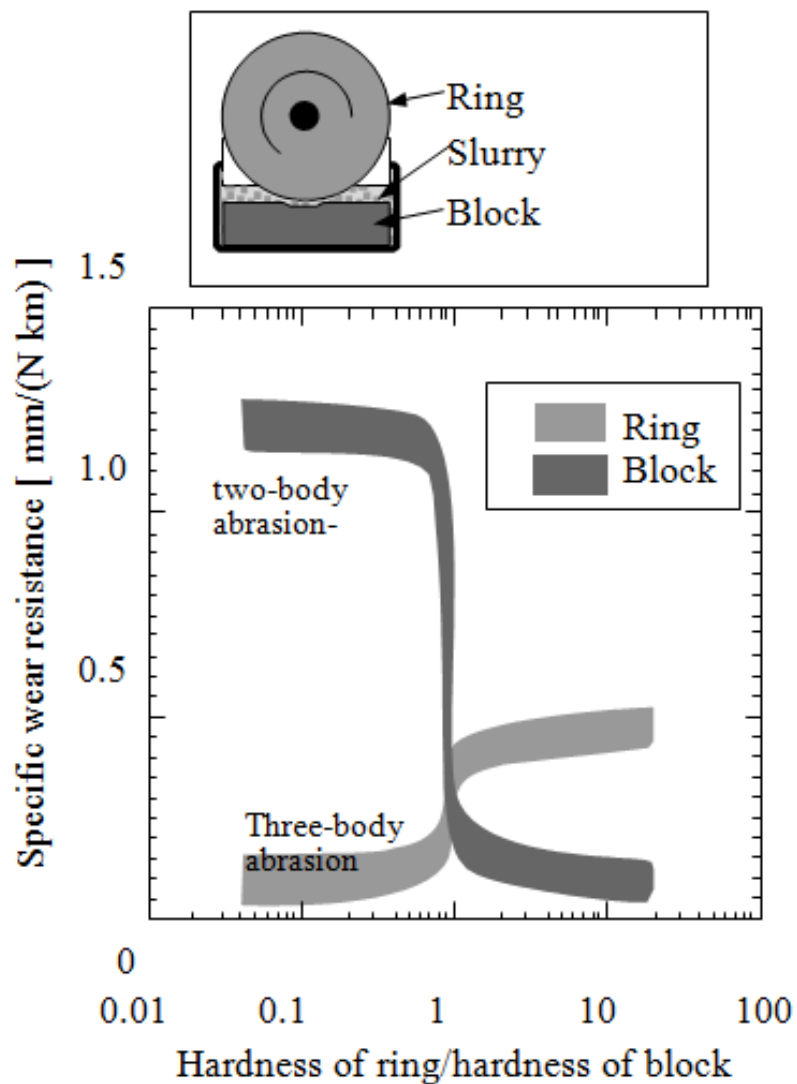 Ring
Slurry
Block
Specific wear resistance [ mm/(N km) ]
1.5
1.0
0.5
0
Ring
Block
two-body
abrasion-
Three-body
abrasion
0.01 0.1 1 10 100
Hardness of ring/hardness of block